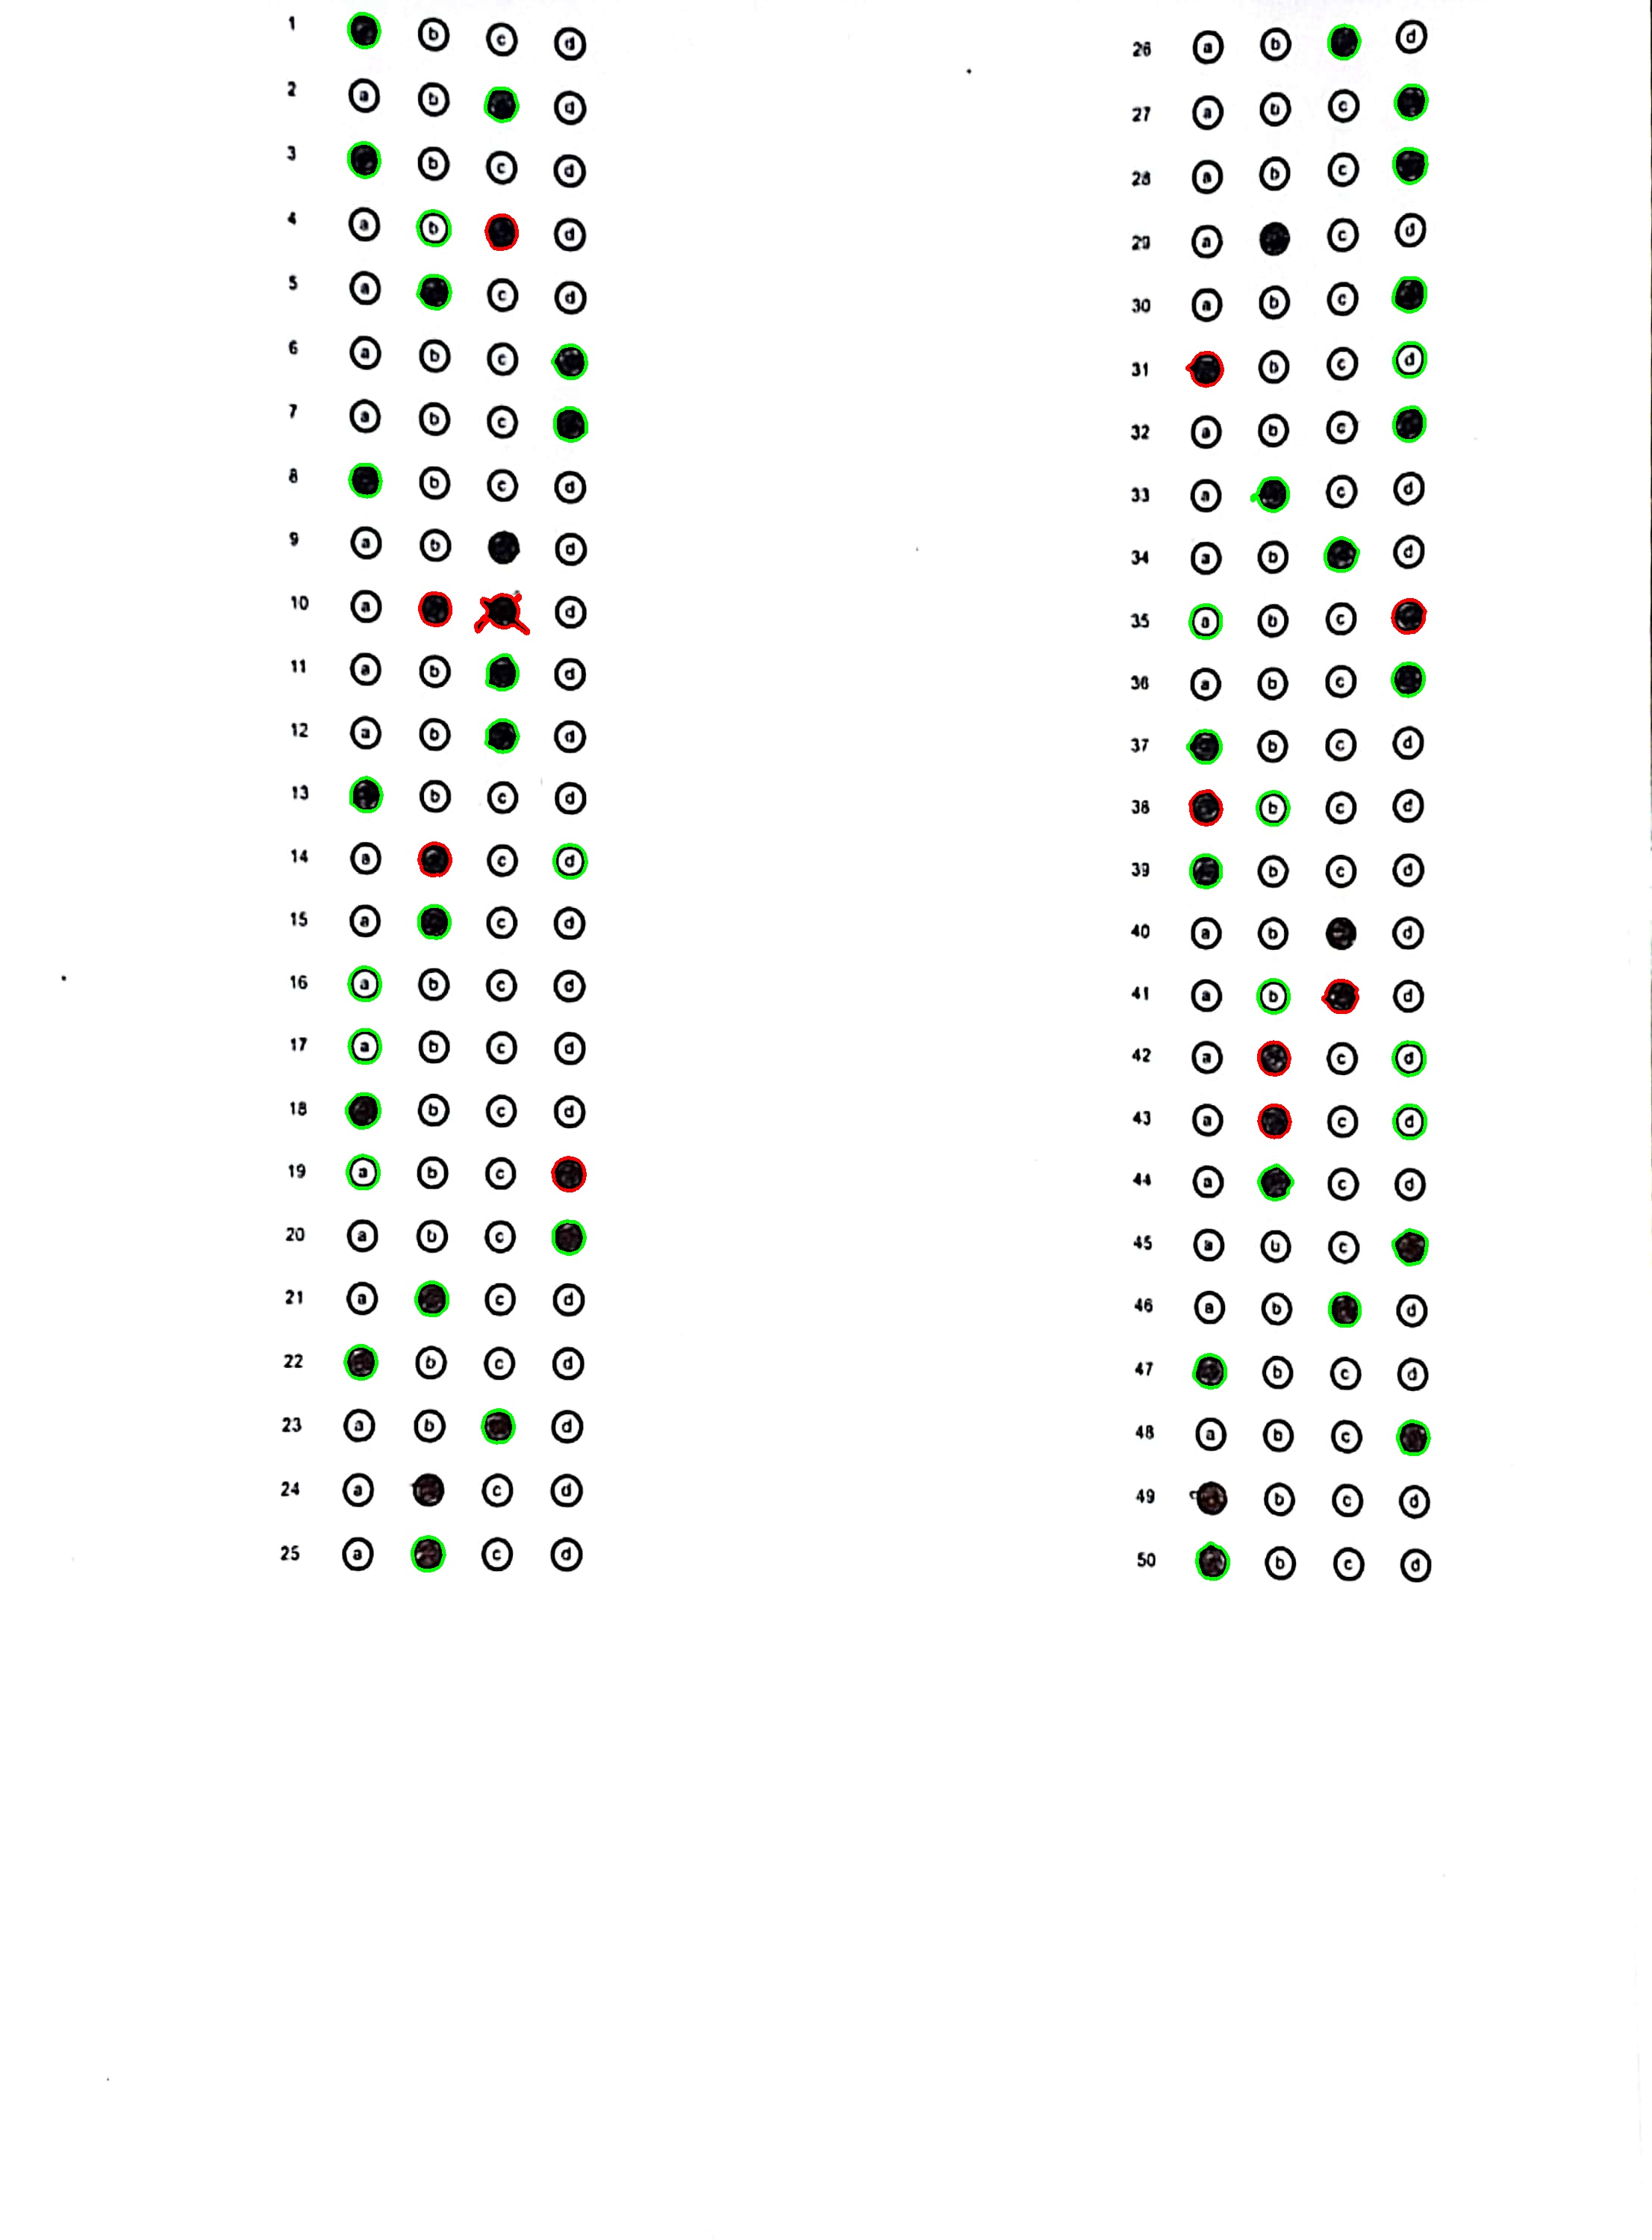 1 b c d
2 a b d
3 b c d
4 a b d
5 a c d
6 a b c
7 a b c
8 b c d
9 a b d
10 a d
11 a b d
12 a b d
13 b c d
14 a c d
15 a c d
16 a b c d
17 a b c d
18 b c d
19 a b c
20 a b c
21 a c d
22 b c d
23 a b d
24 a c d
25 a c d
26 a b d
27 a b c
28 a b c
29 a c d
30 a b c
31 b c d
32 a b c
33 a c d
34 a b d
35 a b c
36 a b c
37 b c d
38 b c d
39 b c d
40 a b d
41 a b d
42 a c d
43 a c d
44 a c d
45 a b c
46 a b d
47 b c d
48 a b c
49 b c d
50 b c d